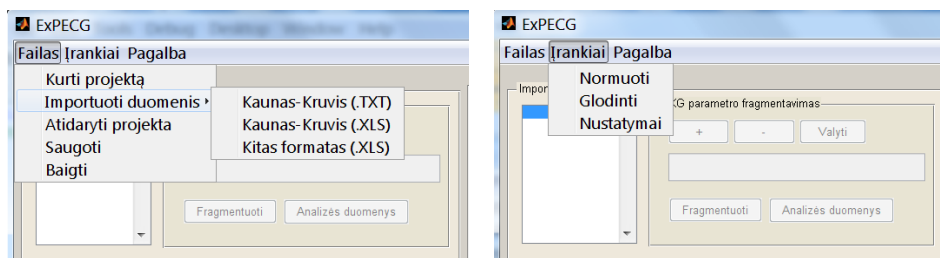 ExPECG
Failas Įrankiai Pagalba
Kurti projektą
Importuoti duomenis
Kaunas-Kruvis (.TXT)
Atidaryti projekta
Kaunas-Kruvis (.XLS)
Saugoti
Kitas formatas (.XLS)
Baigti
Fragmentuoti Analizės duomenys
ExPECG
Failas Įrankiai Pagalba
Normuoti
Impor
Glodinti
KG parametro fragmentavimas
Nustatymai
+ - Valyti
Fragmentuoti Analizės duomenys